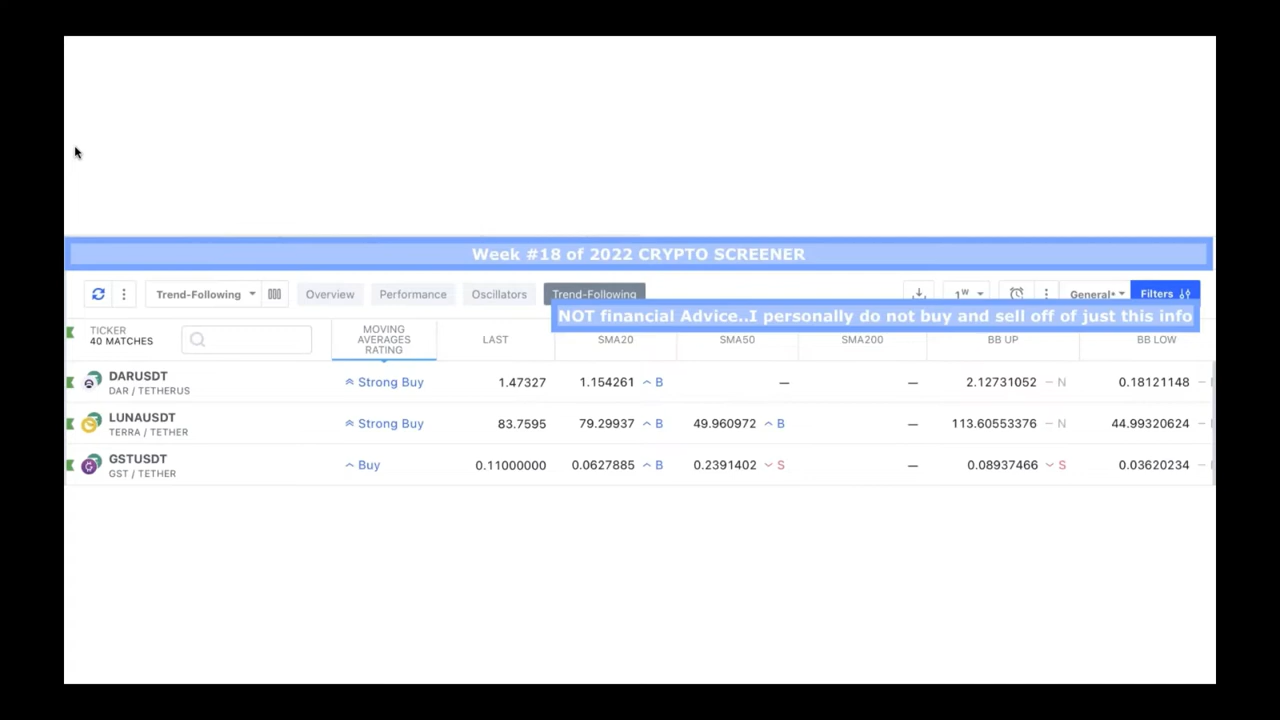 Week #18 of 2022 CRYPTO SCREENER
Trend-Following Overview Performance Oscillators Trend-Following 1W General* Filters
NOT financial Advice..I personally do not buy and sell off of just this info
TICKER
40 MATCHES
MOVING
AVERAGES
RATING
LAST SMA20 SMA50 SMA200 BB UP BB LOW
DARUSDT
DAR / TETHERUS
Strong Buy 1.47327 1.154261 B — — 2.12731052 – N 0.18121148 –
LUNAUSDT
TERRA / TETHER
Strong Buy 83.7595 79.29937 B 49.960972 B — 113.60553376 – N 44.99320624 –
GSTUSDT
GST / TETHER
Buy 0.11000000 0.0627885 B 0.2391402 S — 0.08937466 S 0.03620234 –